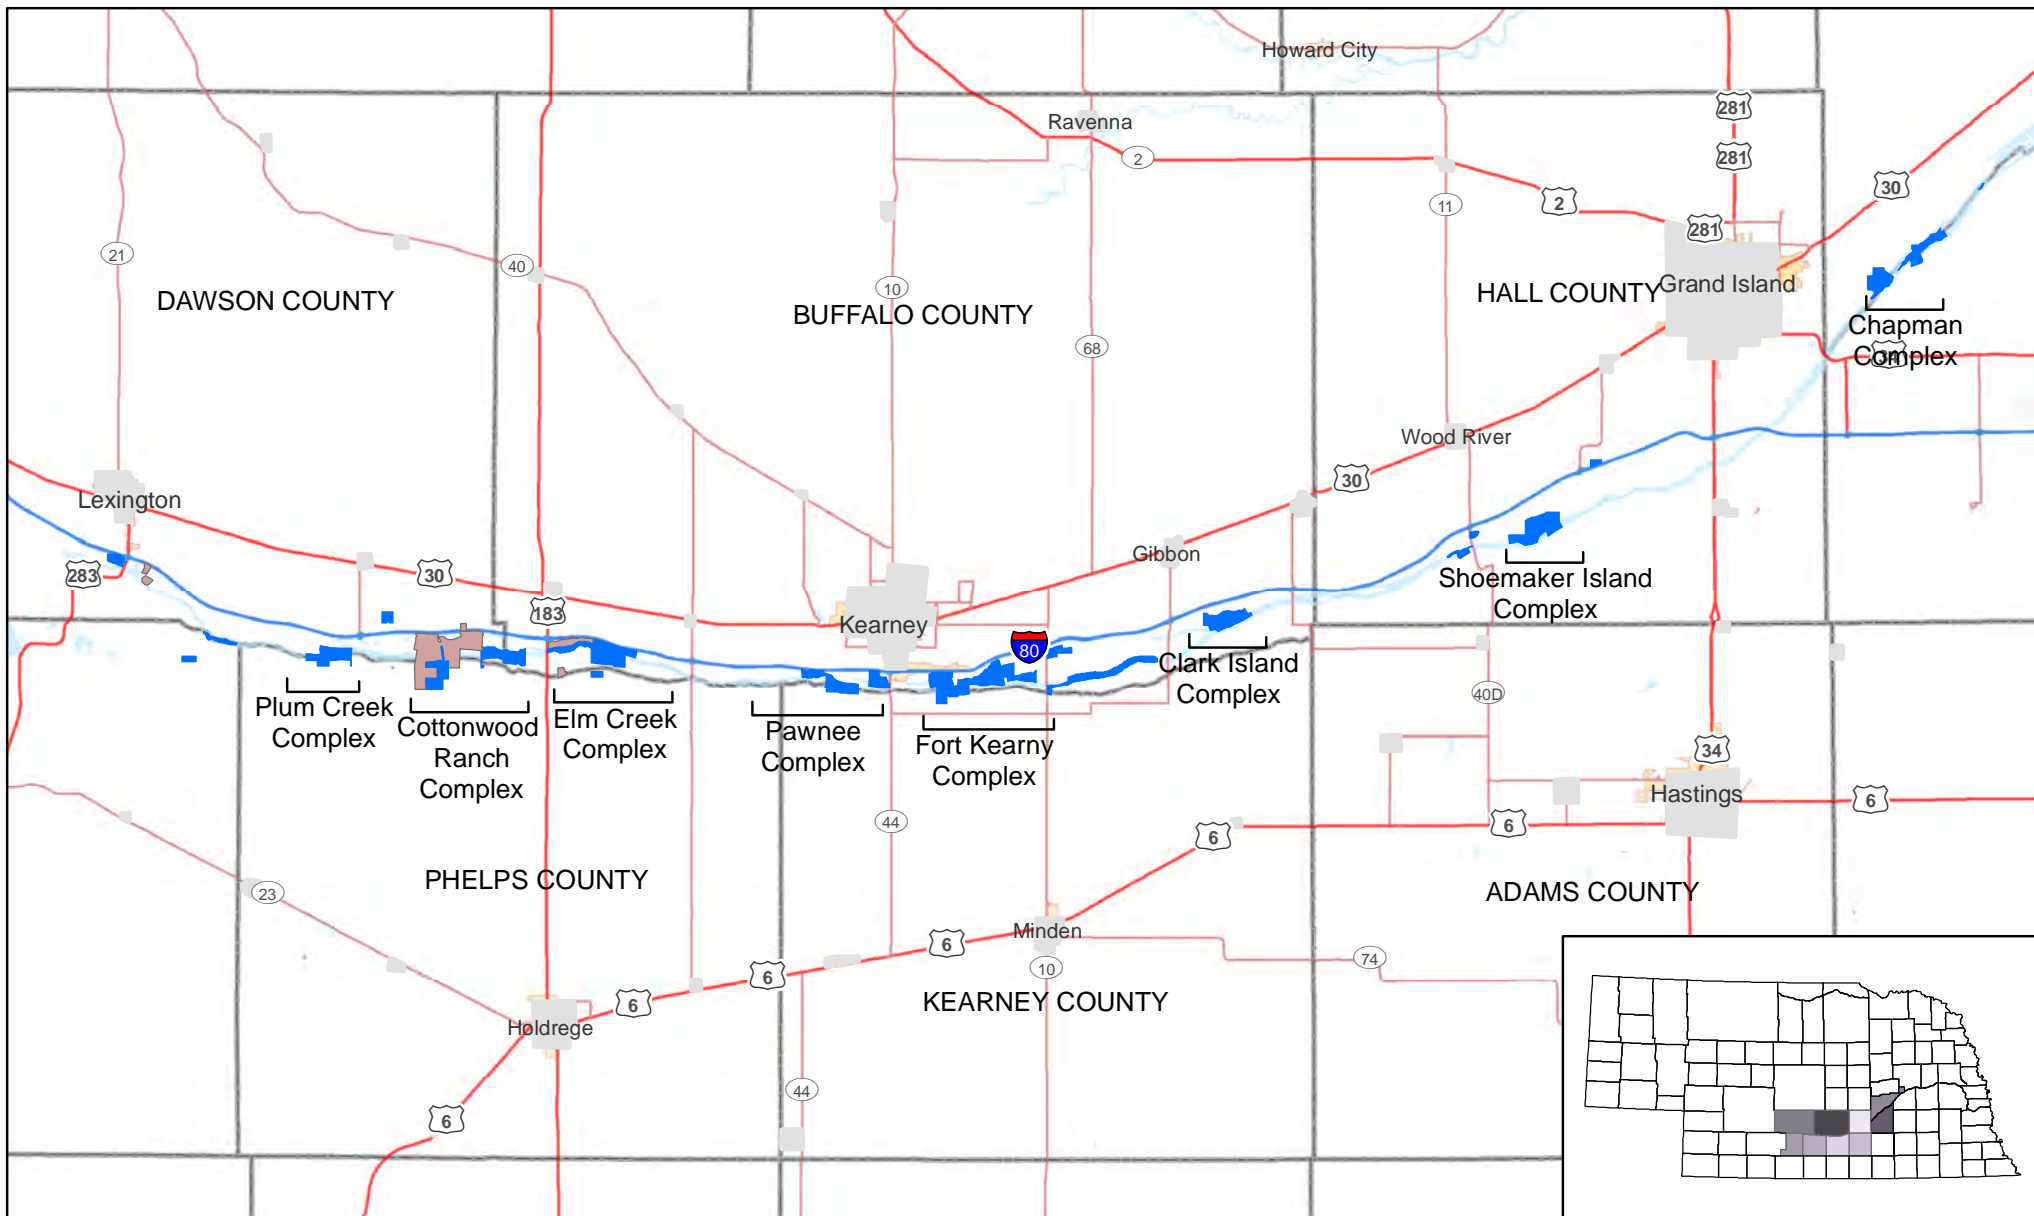 Howard City
281
Ravenna
2
281
30
11
2
281
21
40
10
DAWSON COUNTY
BUFFALO COUNTY
HALL COUNTY
Grand Island
Chapman
Complex
34
68
Wood River
30
Lexington
283
30
183
Gibbon
Kearney
80
Shoemaker Island
Complex
Clark Island
Complex
40D
Plum Creek
Complex
Cottonwood
Ranch
Complex
Elm Creek
Complex
Pawnee
Complex
Fort Kearny
Complex
34
Hastings
6
44
6
6
PHELPS COUNTY
23
ADAMS COUNTY
Minden
6
10
74
6
6
KEARNEY COUNTY
Holdrege
44
6